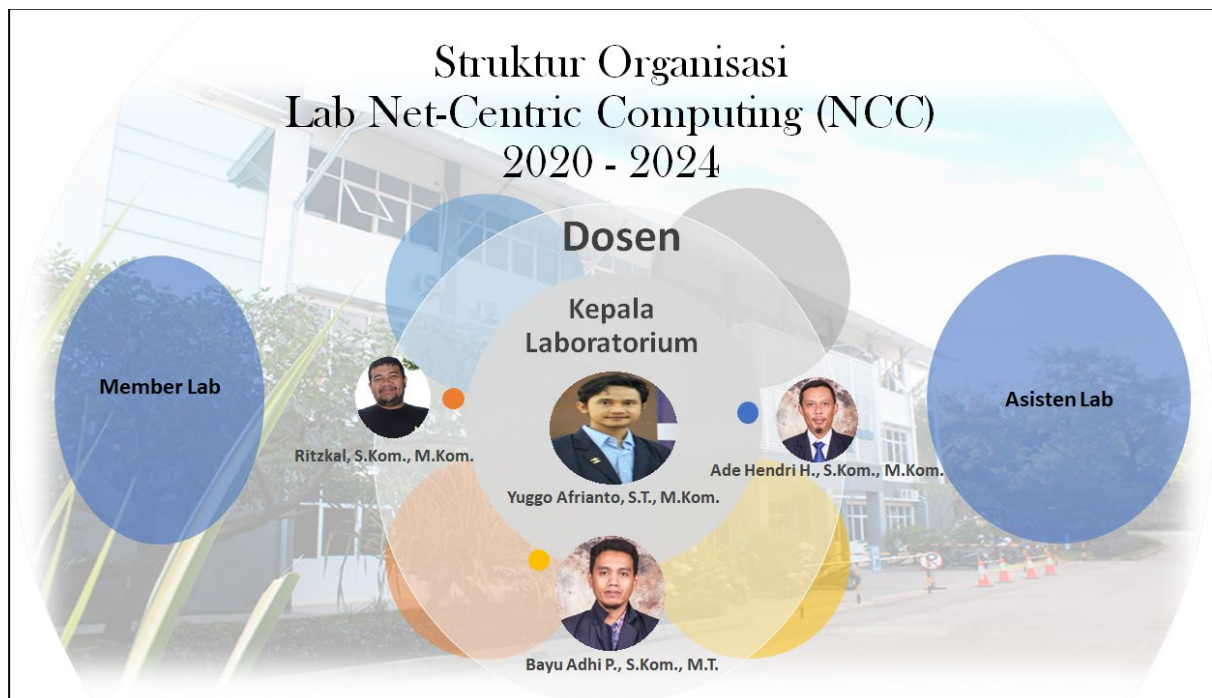 Struktur Organisasi
Lab Net-Centric Computing (NCC)
2020 - 2024
Dosen
Kepala
Laboratorium
Member Lab
Asisten Lab
Ritzkal, S.Kom., M.Kom.
Ade Hendri H., S.Kom., M.Kom.
Yuggo Afrianto, S.T., M.Kom.
Bayu Adhi P., S.Kom., M.T.